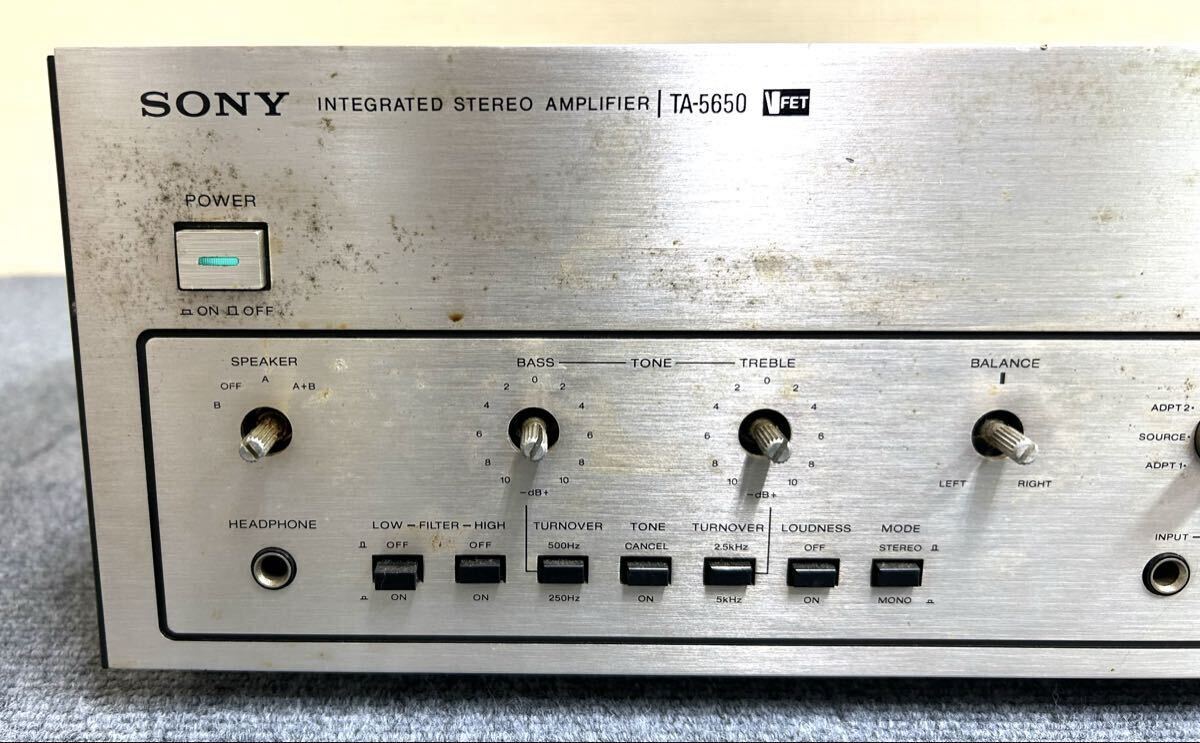 SONY INTEGRATED STEREO AMPLIFIER TA-5650 VFET
POWER
ON OFF
SPEAKER
B OFF A A+B
BASS TONE TREBLE
10 8 6 4 2 0 2 4 6 8 10
-dB+
10 8 6 4 2 0 2 4 6 8 10
-dB+
BALANCE
LEFT RIGHT
ADPT 2
SOURCE
ADPT 1
HEADPHONE
LOW - FILTER - HIGH
OFF OFF
ON ON
TURNOVER
500Hz
250Hz
TONE
CANCEL
ON
TURNOVER
2.5kHz
5kHz
LOUDNESS
OFF
ON
MODE
STEREO
MONO
INPUT